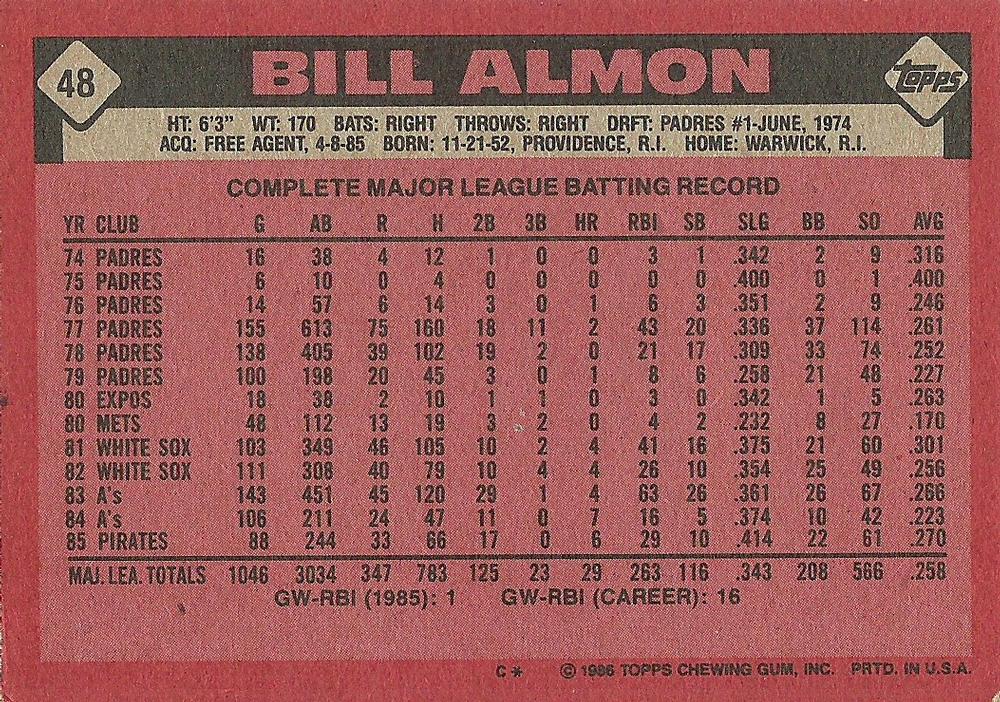 48 BILL ALMON topps
HT: 6'3" WT: 170 BATS: RIGHT THROWS: RIGHT DRFT: PADRES #1-JUNE, 1974
ACQ: FREE AGENT, 4-8-85 BORN: 11-21-52, PROVIDENCE, R.I. HOME: WARWICK, R.I.
COMPLETE MAJOR LEAGUE BATTING RECORD
YR CLUB G AB R H 2B 3B HR RBI SB SLG BB SO AVG
74 PADRES 16 38 4 12 1 0 0 3 1 .342 2 9 .316
75 PADRES 6 10 0 4 0 0 0 0 0 .400 0 1 .400
76 PADRES 14 57 6 14 3 0 1 6 3 .351 2 9 .246
77 PADRES 155 613 75 160 18 11 2 43 20 .336 37 114 .261
78 PADRES 138 405 39 102 19 2 0 21 17 .309 33 74 .252
79 PADRES 100 198 20 45 3 0 1 8 6 .258 21 48 .227
80 EXPOS 18 38 2 10 1 1 0 3 0 .342 1 5 .263
80 METS 48 112 13 19 3 2 0 4 2 .232 8 27 .170
81 WHITE SOX 103 349 46 105 10 2 4 41 16 .375 21 60 .301
82 WHITE SOX 111 308 40 79 10 4 4 26 10 .354 25 49 .256
83 A's 143 451 45 120 29 1 4 63 26 .361 26 67 .266
84 A's 106 211 24 47 11 0 7 16 5 .374 10 42 .223
85 PIRATES 88 244 33 66 17 0 6 29 10 .414 22 61 .270
MAJ. LEA. TOTALS 1046 3034 347 783 125 23 29 263 116 .343 208 566 .258
GW-RBI (1985): 1 GW-RBI (CAREER): 16
C* © 1986 TOPPS CHEWING GUM, INC. PRTD. IN U.S.A.